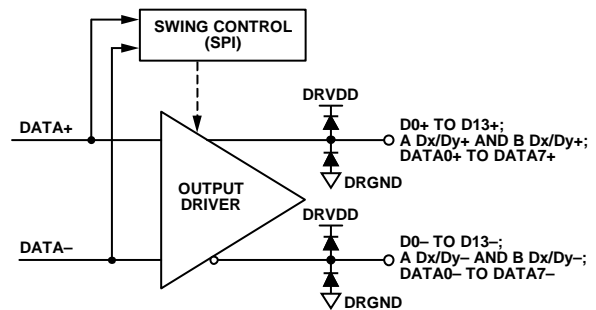 SWING CONTROL
(SPI)
DRVDD
DATA+
D0+ TO D13+;
A Dx/Dy+ AND B Dx/Dy+;
DATA0+ TO DATA7+
DRGND
OUTPUT
DRIVER
DRVDD
DATA–
D0– TO D13–;
A Dx/Dy– AND B Dx/Dy–;
DATA0– TO DATA7–
DRGND